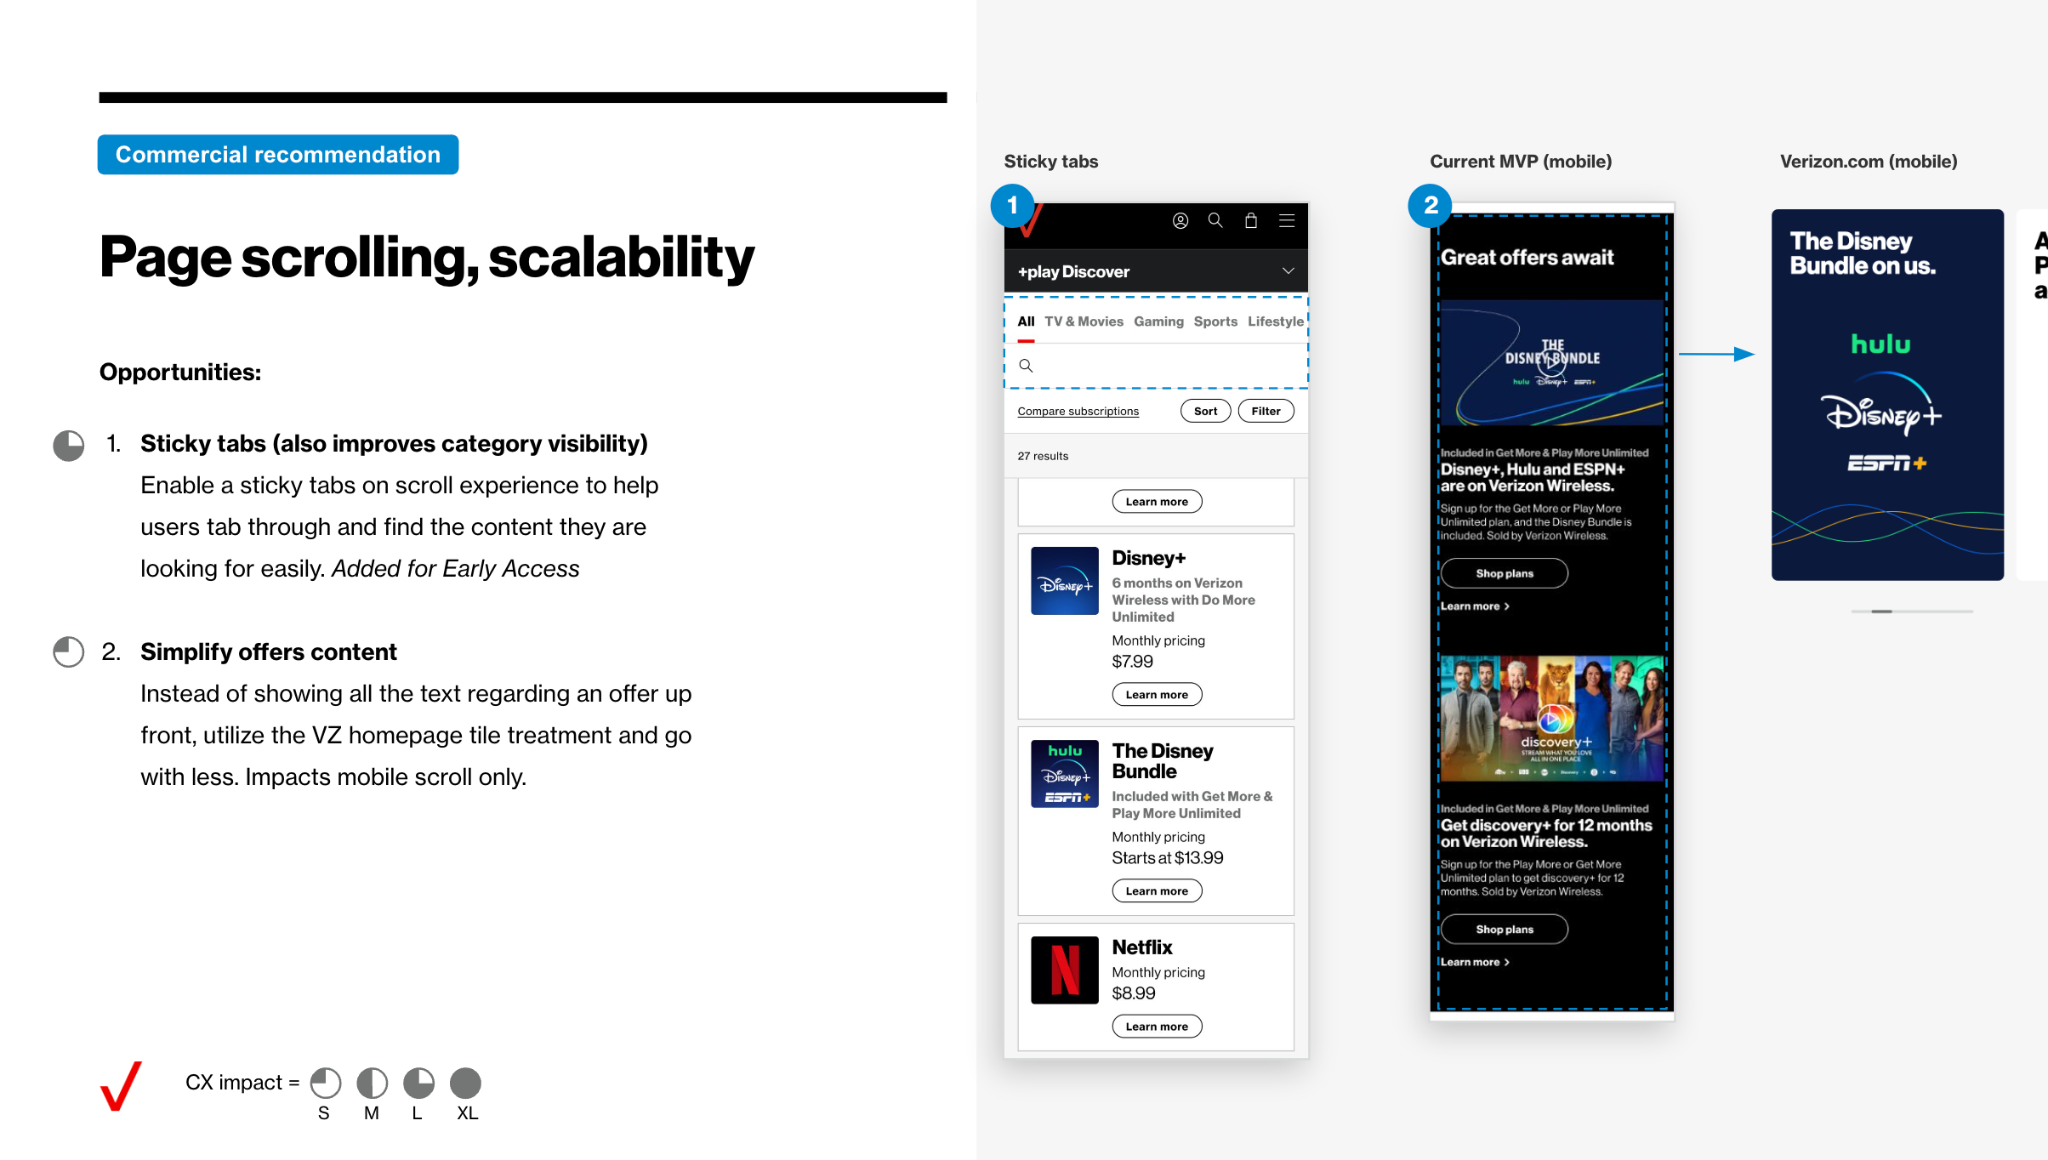 Commercial recommendation
Page scrolling, scalability
Opportunities:
1. Sticky tabs (also improves category visibility)
Enable a sticky tabs on scroll experience to help
users tab through and find the content they are
looking for easily. Added for Early Access
2. Simplify offers content
Instead of showing all the text regarding an offer up
front, utilize the VZ homepage tile treatment and go
with less. Impacts mobile scroll only.
CX impact =
S M L XL
Sticky tabs
1
+play Discover
All TV & Movies Gaming Sports Lifestyle
Compare subscriptions Sort Filter
27 results
Learn more
Disney+
Disney+
6 months on Verizon
Wireless with Do More
Unlimited
Monthly pricing
$7.99
Learn more
hulu
Disney+
ESPN+
The Disney
Bundle
Included with Get More &
Play More Unlimited
Monthly pricing
Starts at $13.99
Learn more
N
Netflix
Monthly pricing
$8.99
Learn more
Current MVP (mobile)
2
Great offers await
THE
DISNEY BUNDLE
hulu Disney+ ESPN+
Included in Get More & Play More Unlimited
Disney+, Hulu and ESPN+
are on Verizon Wireless.
Sign up for the Get More or Play More
Unlimited plan, and the Disney Bundle is
included. Sold by Verizon Wireless.
Shop plans
Learn more >
discovery+
STREAM WHAT YOU LOVE
ALL IN ONE PLACE
Included in Get More & Play More Unlimited
Get discovery+ for 12 months
on Verizon Wireless.
Sign up for the Play More or Get More
Unlimited plan to get discovery+ for 12
months. Sold by Verizon Wireless.
Shop plans
Learn more >
Verizon.com (mobile)
The Disney
Bundle on us.
hulu
Disney+
ESPN+
A
P
a